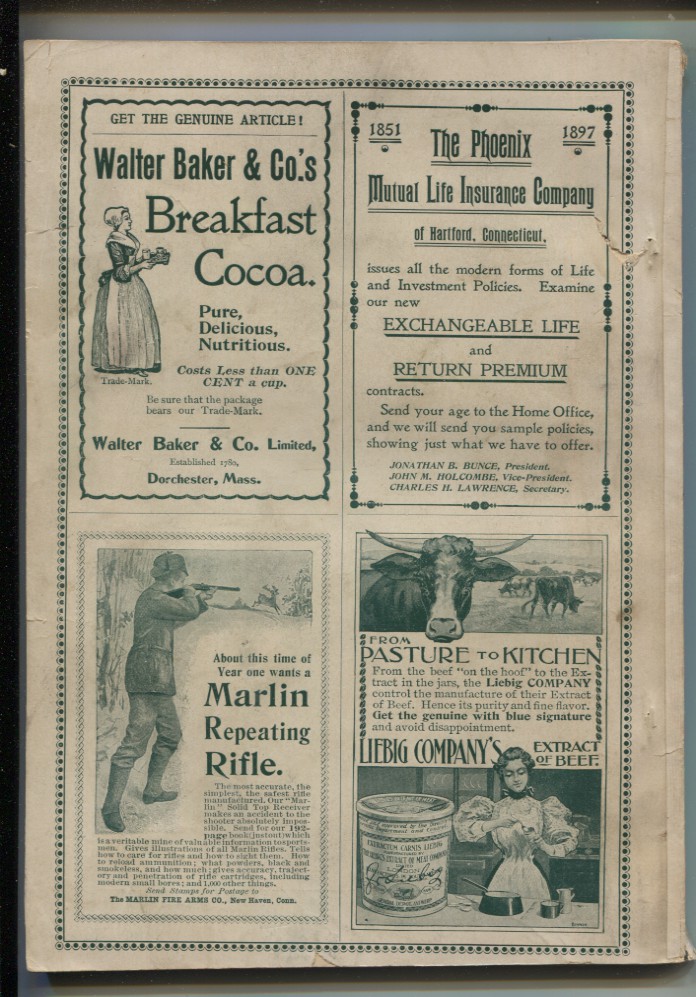 GET THE GENUINE ARTICLE!
Walter Baker & Co.'s
Breakfast
Cocoa.
Pure,
Delicious,
Nutritious.
Costs Less than ONE
CENT a cup.
Trade-Mark.
Be sure that the package
bears our Trade-Mark.
Walter Baker & Co. Limited,
Established 1780,
Dorchester, Mass.
1851
1897
The Phoenix
Mutual Life Insurance Company
of Hartford, Connecticut,
issues all the modern forms of Life
and Investment Policies. Examine
our new
EXCHANGEABLE LIFE
and
RETURN PREMIUM
contracts.
Send your age to the Home Office,
and we will send you sample policies,
showing just what we have to offer.
JONATHAN B. BUNCE, President.
JOHN M. HOLCOMBE, Vice-President.
CHARLES H. LAWRENCE, Secretary.
About this time of
Year one wants a
Marlin
Repeating
Rifle.
The most accurate, the
simplest, the safest rifle
manufactured. Our "Mar-
lin" Solid Top Receiver
makes an accident to the
shooter absolutely impos-
sible. Send for our 192-
page book (just out) which
is a veritable mine of valuable information to sports-
men. Gives illustrations of all Marlin Rifles. Tells
how to care for rifles and how to sight them. How
to reload ammunition; what powders, black and
smokeless, and how much; gives accuracy, traject-
ory and penetration of rifle cartridges, including
modern small bores; and 1,000 other things.
Send Stamps for Postage to
The MARLIN FIRE ARMS CO., New Haven, Conn.
FROM
PASTURE TO KITCHEN
From the beef "on the hoof" to the Ex-
tract in the jars, the Liebig COMPANY
control the manufacture of their Extract
of Beef. Hence its purity and fine flavor.
Get the genuine with blue signature
and avoid disappointment.
LIEBIG COMPANY'S EXTRACT
OF BEEF.
EXTRACTUM CARNIS LIEBIG
LONDON